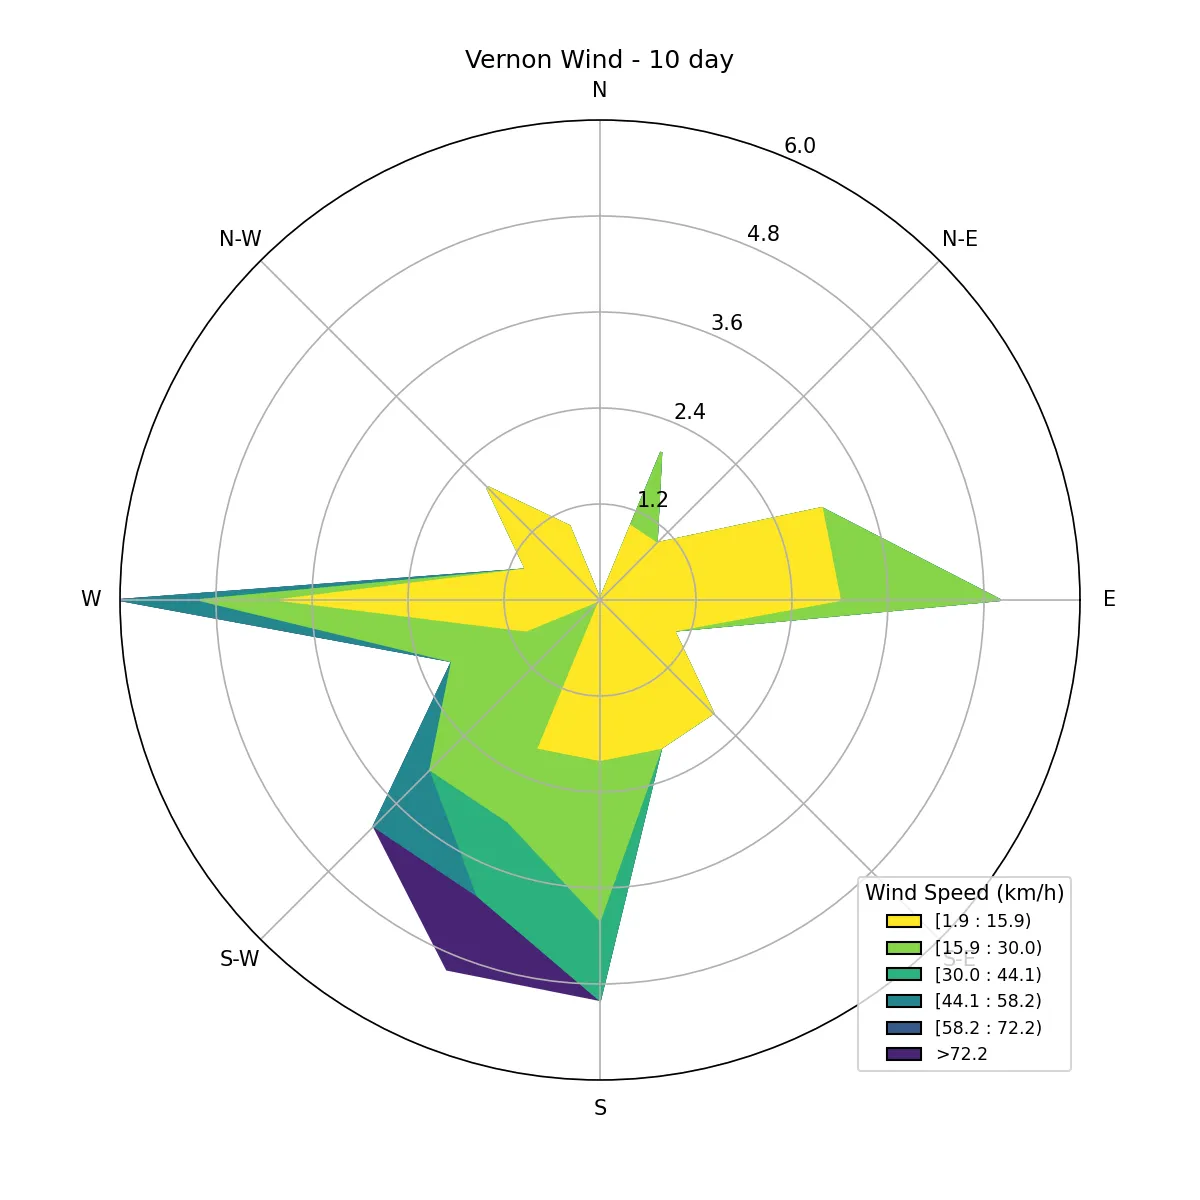 Vernon Wind - 10 day
N
6.0
N-W
4.8
N-E
3.6
2.4
1.2
W
E
S-W
S-E
S
Wind Speed (km/h)
[1.9 : 15.9)
[15.9 : 30.0)
[30.0 : 44.1)
[44.1 : 58.2)
[58.2 : 72.2)
>72.2